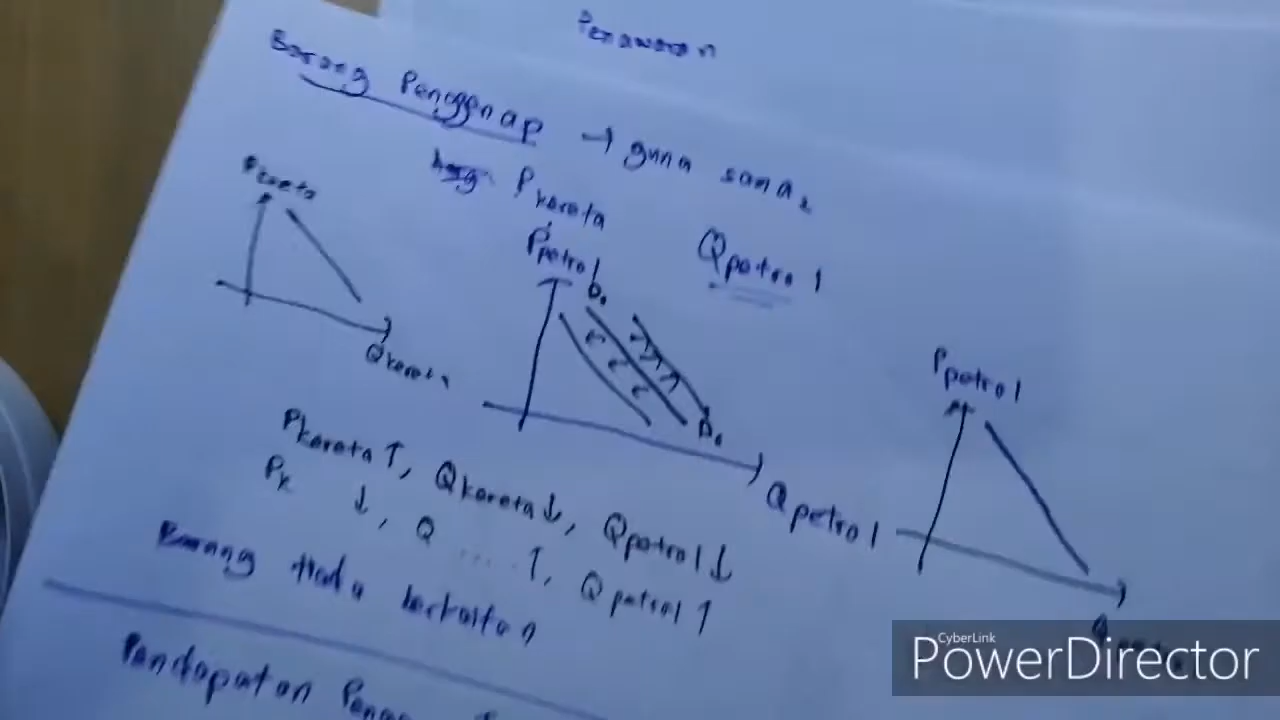 Penawaran
Barang Penggenap → guna sama2
Pkereta
Pkereta
Qpetrol
Ppetrol
D0
Qkereta
Ppetrol
D1
Pkereta ↑, Qkereta ↓, Qpetrol ↓
Qpetrol
PK ↓, Q .... ↑, Qpetrol ↑
Barang tiada berkaitan
Pendapatan
CyberLink
PowerDirector